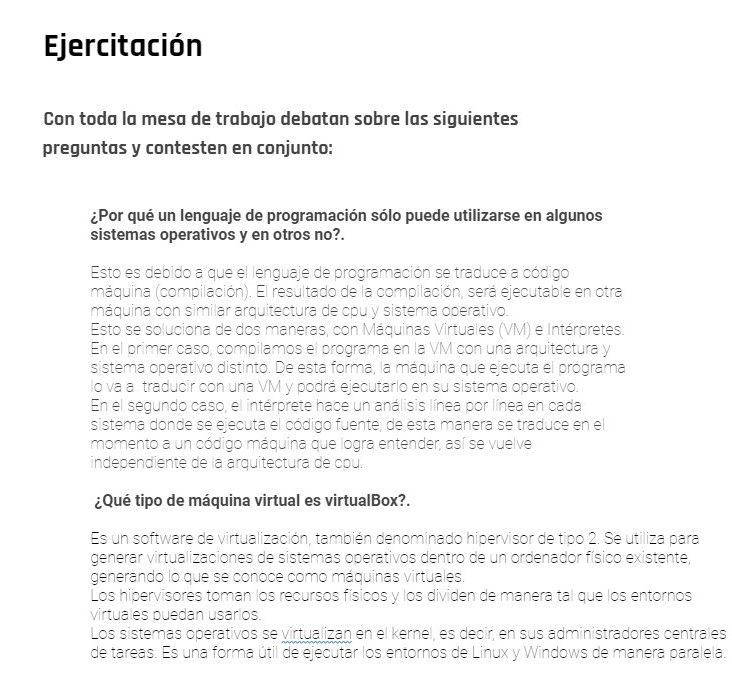 Ejercitación
Con toda la mesa de trabajo debatan sobre las siguientes
preguntas y contesten en conjunto:
¿Por qué un lenguaje de programación sólo puede utilizarse en algunos
sistemas operativos y en otros no?.
Esto es debido a que el lenguaje de programación se traduce a código
máquina (compilación). El resultado de la compilación, será ejecutable en otra
máquina con similar arquitectura de cpu y sistema operativo.
Esto se soluciona de dos maneras, con Máquinas Virtuales (VM) e Intérpretes.
En el primer caso, compilamos el programa en la VM con una arquitectura y
sistema operativo distinto. De esta forma, la máquina que ejecuta el programa
lo va a  traducir con una VM y podrá ejecutarlo en su sistema operativo.
En el segundo caso, el intérprete hace un análisis línea por línea en cada
sistema donde se ejecuta el código fuente, de esta manera se traduce en el
momento a un código máquina que logra entender, así se vuelve
independiente de la arquitectura de cpu.
¿Qué tipo de máquina virtual es virtualBox?.
Es un software de virtualización, también denominado hipervisor de tipo 2. Se utiliza para
generar virtualizaciones de sistemas operativos dentro de un ordenador físico existente,
generando lo que se conoce como máquinas virtuales.
Los hipervisores toman los recursos físicos y los dividen de manera tal que los entornos
virtuales puedan usarlos.
Los sistemas operativos se virtualizan en el kernel, es decir, en sus administradores centrales
de tareas. Es una forma útil de ejecutar los entornos de Linux y Windows de manera paralela.